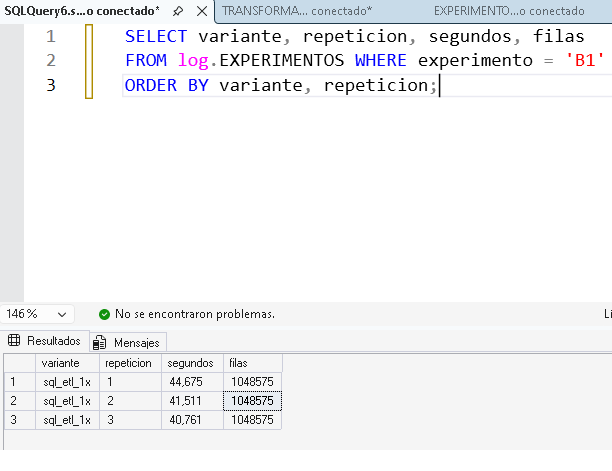 SQLQuery6.s...o conectado*
TRANSFORMA... conectado*
EXPERIMENTO...o conectado
1 SELECT variante, repeticion, segundos, filas
2 FROM log.EXPERIMENTOS WHERE experimento = 'B1'
3 ORDER BY variante, repeticion;
146 %
No se encontraron problemas.
Li
Resultados
Mensajes
variante repeticion segundos filas
1 sql_etl_1x 1 44,675 1048575
2 sql_etl_1x 2 41,511 1048575
3 sql_etl_1x 3 40,761 1048575